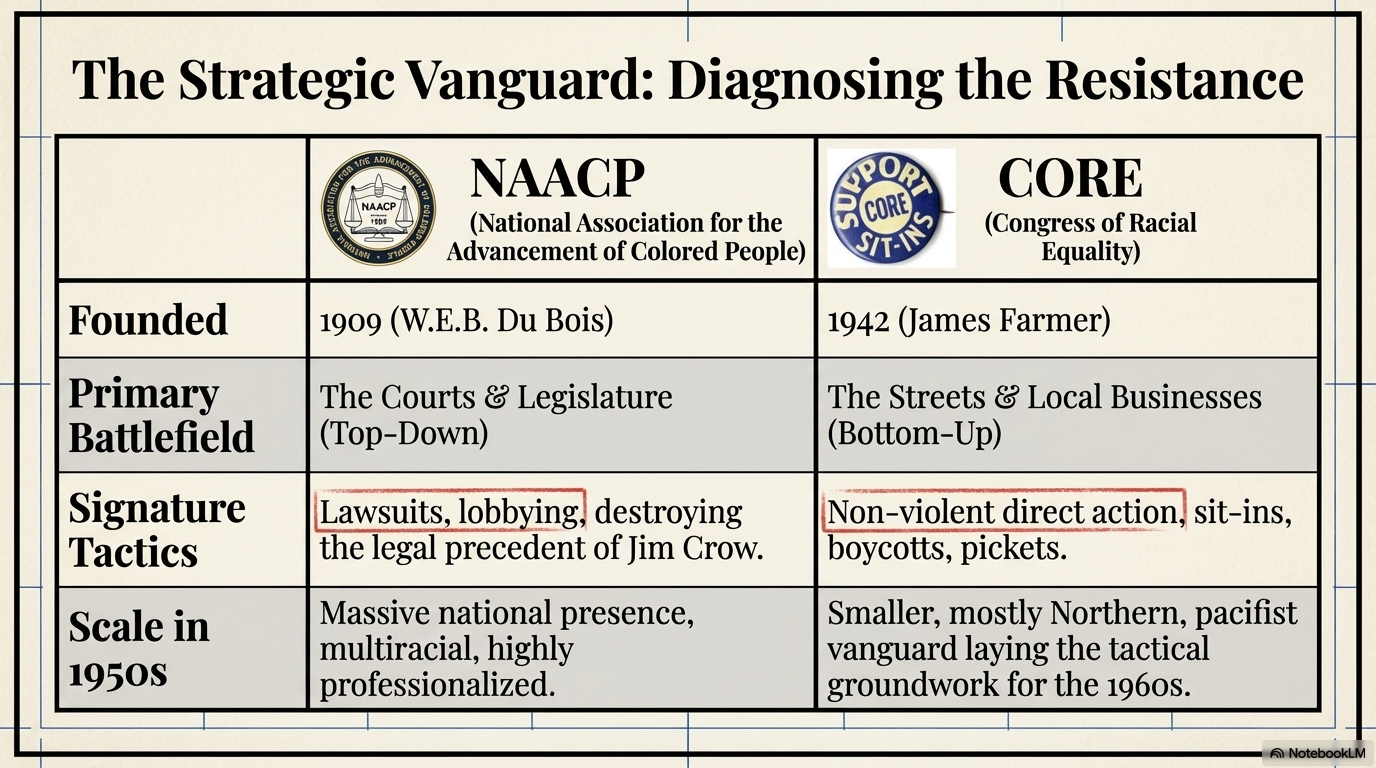 The Strategic Vanguard: Diagnosing the Resistance
NAACP
NAACP
(National Association for the
Advancement of Colored People)
SUPPORT
CORE
SIT-INS
CORE
(Congress of Racial
Equality)
Founded
1909 (W.E.B. Du Bois)
1942 (James Farmer)
Primary
Battlefield
The Courts & Legislature
(Top-Down)
The Streets & Local Businesses
(Bottom-Up)
Signature
Tactics
Lawsuits, lobbying, destroying
the legal precedent of Jim Crow.
Non-violent direct action, sit-ins,
boycotts, pickets.
Scale in
1950s
Massive national presence,
multiracial, highly
professionalized.
Smaller, mostly Northern, pacifist
vanguard laying the tactical
groundwork for the 1960s.
NotebookLM